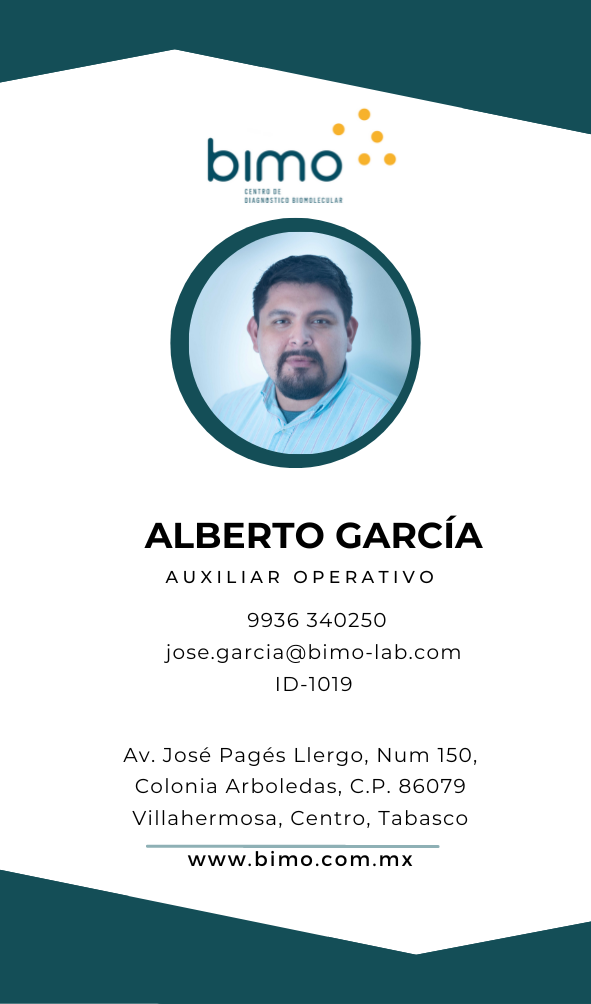 bimo
CENTRO DE
DIAGNÓSTICO BIOMOLECULAR
ALBERTO GARCÍA
AUXILIAR OPERATIVO
9936 340250
jose.garcia@bimo-lab.com
ID-1019
Av. José Pagés Llergo, Num 150,
Colonia Arboledas, C.P. 86079
Villahermosa, Centro, Tabasco
www.bimo.com.mx